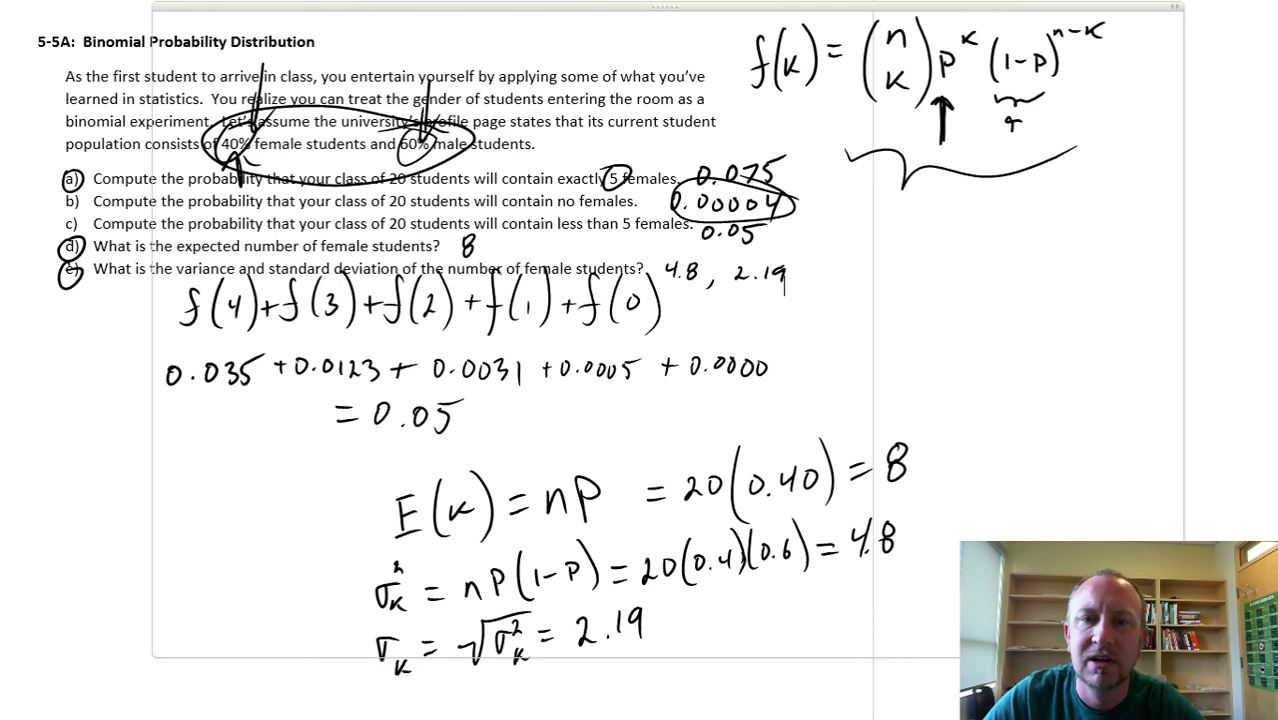 5-5A: Binomial Probability Distribution
f(k) = (n k) p^k (1-p)^n-k
As the first student to arrive in class, you entertain yourself by applying some of what you've
learned in statistics. You realize you can treat the gender of students entering the room as a
binomial experiment. Let's assume the university's profile page states that its current student
population consists of 40% female students and 60% male students.
a) Compute the probability that your class of 20 students will contain exactly 5 females. 0.075
b) Compute the probability that your class of 20 students will contain no females. 0.00004
c) Compute the probability that your class of 20 students will contain less than 5 females. 0.05
d) What is the expected number of female students? 8
e) What is the variance and standard deviation of the number of female students? 4.8, 2.19
f(4)+f(3)+f(2)+f(1)+f(0)
0.035 + 0.0123 + 0.0031 + 0.0005 + 0.0000
= 0.05
E(k) = np = 20(0.40) = 8
σ²k = np(1-p) = 20(0.4)(0.6) = 4.8
σk = √σ²k = 2.19